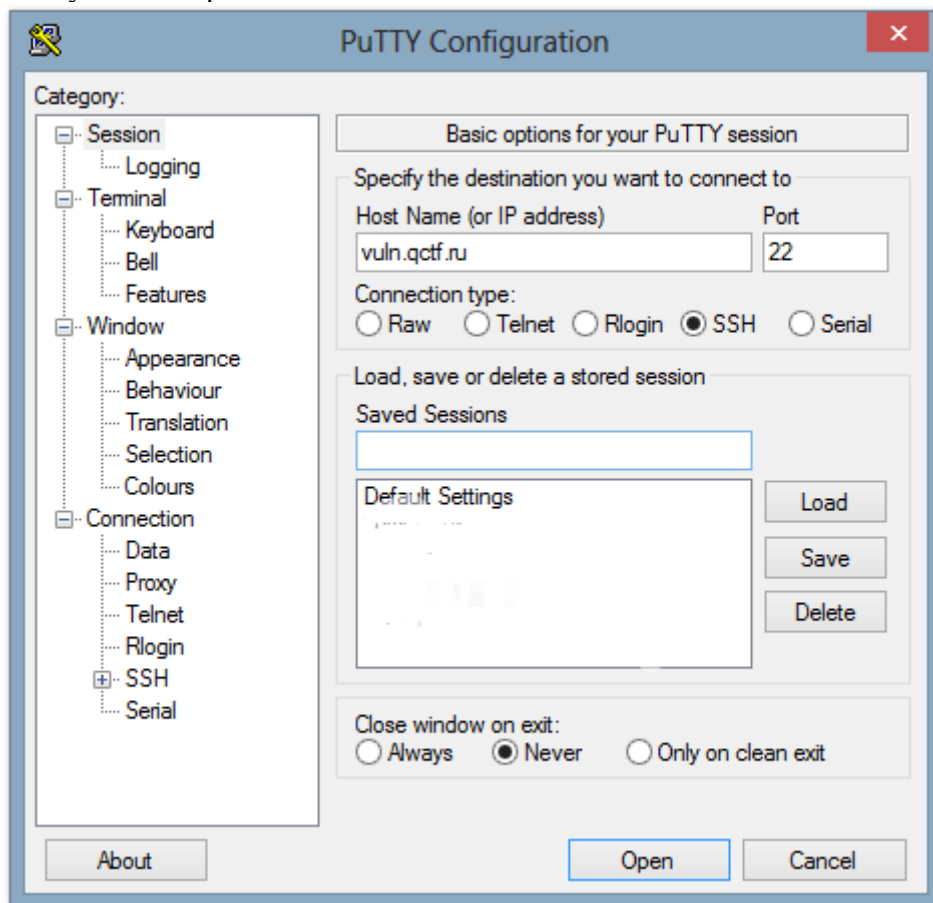 PuTTY Configuration
Category:
Session
Logging
Terminal
Keyboard
Bell
Features
Window
Appearance
Behaviour
Translation
Selection
Colours
Connection
Data
Proxy
Telnet
Rlogin
SSH
Serial
Basic options for your PuTTY session
Specify the destination you want to connect to
Host Name (or IP address) Port
vuln.qctf.ru 22
Connection type:
Raw Telnet Rlogin SSH Serial
Load, save or delete a stored session
Saved Sessions
Default Settings
Load
Save
Delete
Close window on exit:
Always Never Only on clean exit
About Open Cancel